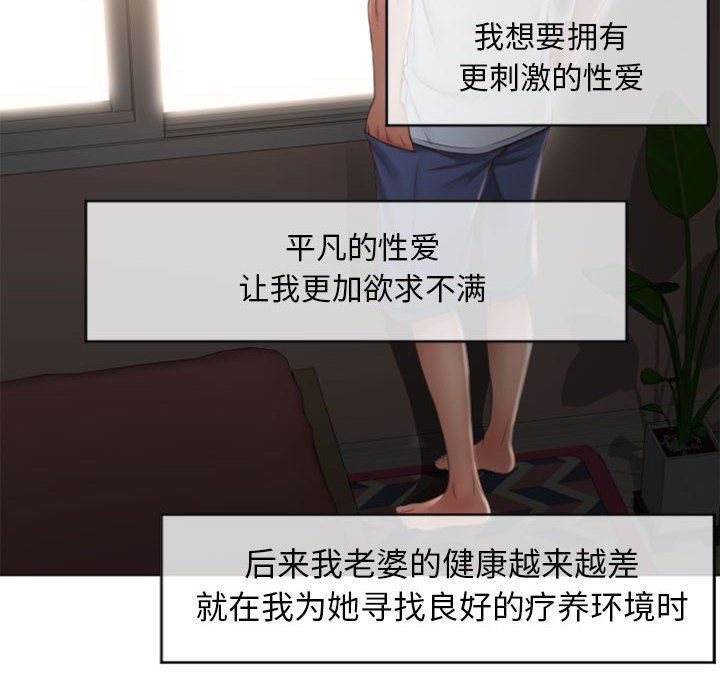 我想要拥有
更刺激的性爱
平凡的性爱
让我更加欲求不满
后来我老婆的健康越来越差
就在我为她寻找良好的疗养环境时